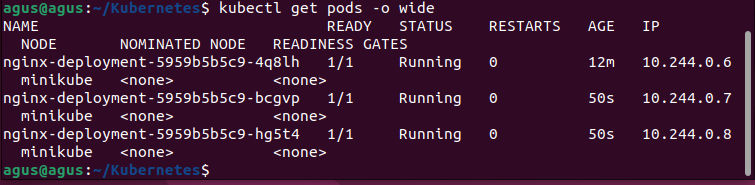 agus@agus:~/Kubernetes$ kubectl get pods -o wide
NAME READY STATUS RESTARTS AGE IP
NODE NOMINATED NODE READINESS GATES
nginx-deployment-5959b5b5c9-4q8lh 1/1 Running 0 12m 10.244.0.6
minikube <none> <none>
nginx-deployment-5959b5b5c9-bcgvp 1/1 Running 0 50s 10.244.0.7
minikube <none> <none>
nginx-deployment-5959b5b5c9-hg5t4 1/1 Running 0 50s 10.244.0.8
minikube <none> <none>
agus@agus:~/Kubernetes$